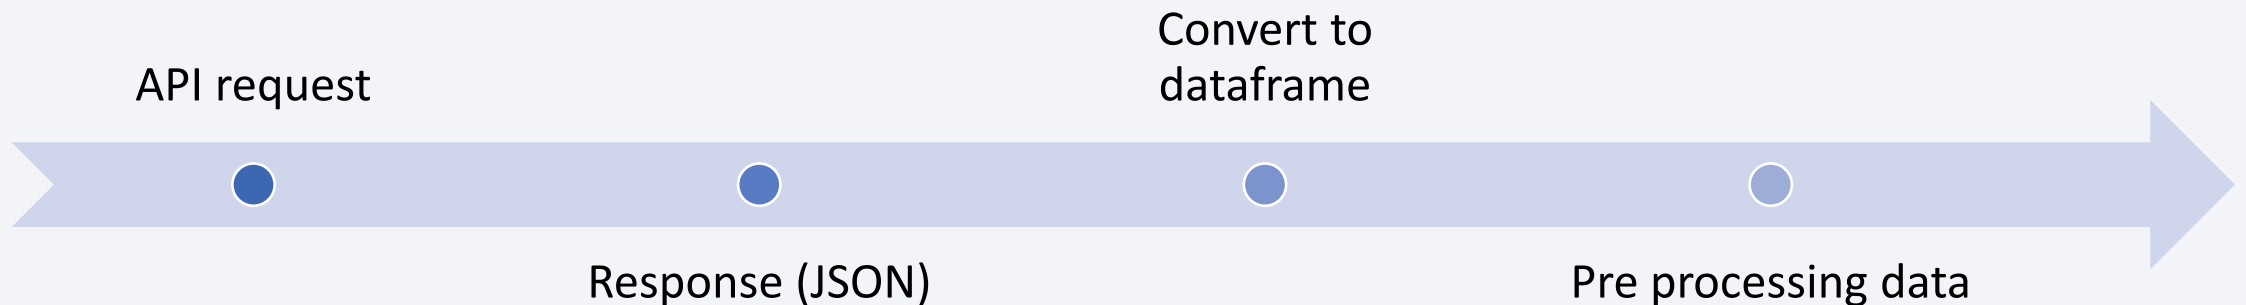 API request
Response (JSON)
Convert to
dataframe
Pre processing data